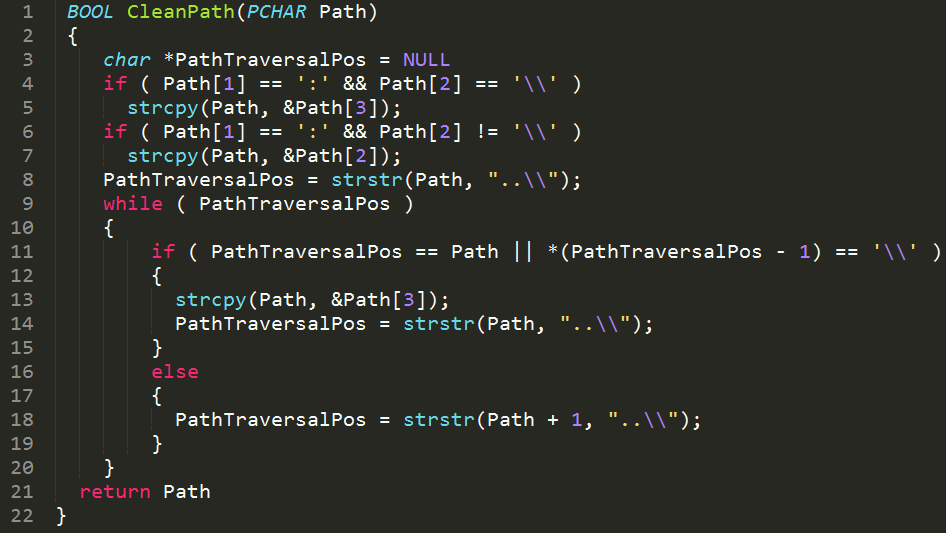 1 BOOL CleanPath(PCHAR Path)
2 {
3 char *PathTraversalPos = NULL
4 if ( Path[1] == ':' && Path[2] == '\\' )
5 strcpy(Path, &Path[3]);
6 if ( Path[1] == ':' && Path[2] != '\\' )
7 strcpy(Path, &Path[2]);
8 PathTraversalPos = strstr(Path, "..\\");
9 while ( PathTraversalPos )
10 {
11 if ( PathTraversalPos == Path || *(PathTraversalPos - 1) == '\\' )
12 {
13 strcpy(Path, &Path[3]);
14 PathTraversalPos = strstr(Path, "..\\");
15 }
16 else
17 {
18 PathTraversalPos = strstr(Path + 1, "..\\");
19 }
20 }
21 return Path
22 }